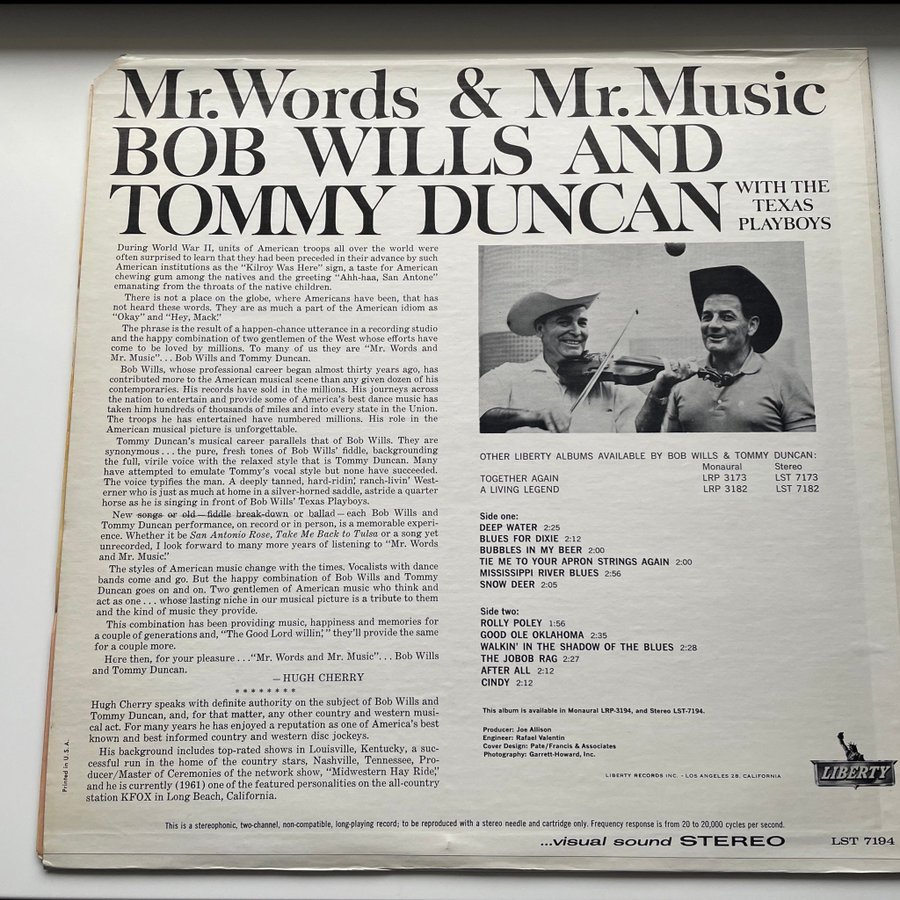 Mr. Words & Mr. Music
BOB WILLS AND
TOMMY DUNCAN
WITH THE
TEXAS
PLAYBOYS
During World War II, units of American troops all over the world were
often surprised to learn that they had been preceded in their advance by such
American institutions as the "Kilroy Was Here" sign, a taste for American
chewing gum among the natives and the greeting "Ahh-haa, San Antone"
emanating from the throats of the native children.
There is not a place on the globe, where Americans have been, that has
not heard these words. They are as much a part of the American idiom as
"Okay" and "Hey, Mack."
The phrase is the result of a happen-chance utterance in a recording studio
and the happy combination of two gentlemen of the West whose efforts have
come to be loved by millions. To many of us they are "Mr. Words and
Mr. Music"... Bob Wills and Tommy Duncan.
Bob Wills, whose professional career began almost thirty years ago, has
contributed more to the American musical scene than any given dozen of his
contemporaries. His records have sold in the millions. His journeys across
the nation to entertain and provide some of America's best dance music has
taken him hundreds of thousands of miles and into every state in the Union.
The troops he has entertained have numbered millions. His role in the
American musical picture is unforgettable.
Tommy Duncan's musical career parallels that of Bob Wills. They are
synonymous... the pure, fresh tones of Bob Wills' fiddle, backgrounding
the full, virile voice with the relaxed style that is Tommy Duncan. Many
have attempted to emulate Tommy's vocal style but none have succeeded.
The voice typifies the man. A deeply tanned, hard-ridin', ranch-livin' West-
erner who is just as much at home in a silver-horned saddle, astride a quarter
horse as he is singing in front of Bob Wills' Texas Playboys.
New songs or old—fiddle break-down or ballad—each Bob Wills and
Tommy Duncan performance, on record or in person, is a memorable experi-
ence. Whether it be San Antonio Rose, Take Me Back to Tulsa or a song yet
unrecorded, I look forward to many more years of listening to "Mr. Words
and Mr. Music."
The styles of American music change with the times. Vocalists with dance
bands come and go. But the happy combination of Bob Wills and Tommy
Duncan goes on and on. Two gentlemen of American music who think and
act as one... whose lasting niche in our musical picture is a tribute to them
and the kind of music they provide.
This combination has been providing music, happiness and memories for
a couple of generations and, "The Good Lord willin'," they'll provide the same
for a couple more.
Here then, for your pleasure..."Mr. Words and Mr. Music"... Bob Wills
and Tommy Duncan.
—HUGH CHERRY
********
Hugh Cherry speaks with definite authority on the subject of Bob Wills and
Tommy Duncan, and, for that matter, any other country and western musi-
cal act. For many years he has enjoyed a reputation as one of America's best
known and best informed country and western disc jockeys.
His background includes top-rated shows in Louisville, Kentucky, a suc-
cessful run in the home of the country stars, Nashville, Tennessee, Pro-
ducer/Master of Ceremonies of the network show, "Midwestern Hay Ride,"
and he is currently (1961) one of the featured personalities on the all-country
station KFOX in Long Beach, California.
Printed in U.S.A.
OTHER LIBERTY ALBUMS AVAILABLE BY BOB WILLS & TOMMY DUNCAN:
Monaural Stereo
TOGETHER AGAIN LRP 3173 LST 7173
A LIVING LEGEND LRP 3182 LST 7182
Side one:
DEEP WATER 2:25
BLUES FOR DIXIE 2:12
BUBBLES IN MY BEER 2:00
TIE ME TO YOUR APRON STRINGS AGAIN 2:00
MISSISSIPPI RIVER BLUES 2:56
SNOW DEER 2:05
Side two:
ROLLY POLEY 1:56
GOOD OLE OKLAHOMA 2:35
WALKIN' IN THE SHADOW OF THE BLUES 2:28
THE JOBOB RAG 2:27
AFTER ALL 2:12
CINDY 2:12
This album is available in Monaural LRP-3194, and Stereo LST-7194.
Producer: Joe Allison
Engineer: Rafael Valentin
Cover Design: Pate/Francis & Associates
Photography: Garrett-Howard, Inc.
LIBERTY RECORDS INC. - LOS ANGELES 28, CALIFORNIA
LIBERTY
This is a stereophonic, two-channel, non-compatible, long-playing record; to be reproduced with a stereo needle and cartridge only. Frequency response is from 20 to 20,000 cycles per second.
...visual sound STEREO
LST 7194